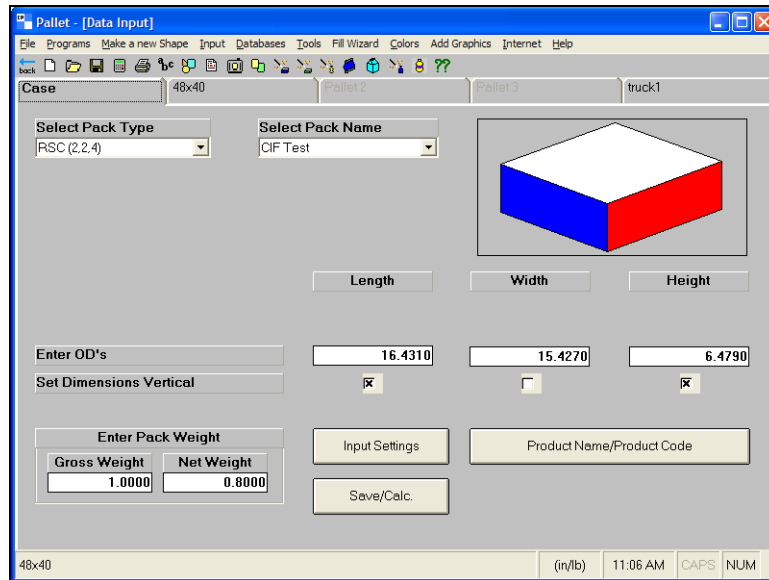 Pallet - [Data Input]
File Programs Make a new Shape Input Databases Tools Fill Wizard Colors Add Graphics Internet Help
back bc ??
Case 48x40 Pallet 2 Pallet 3 truck1
Select Pack Type Select Pack Name
RSC (2,2,4) CIF Test
Length Width Height
Enter OD's 16.4310 15.4270 6.4790
Set Dimensions Vertical
Enter Pack Weight
Input Settings Product Name/Product Code
Gross Weight Net Weight
1.0000 0.8000
Save/Calc.
48x40 (in/lb) 11:06 AM CAPS NUM